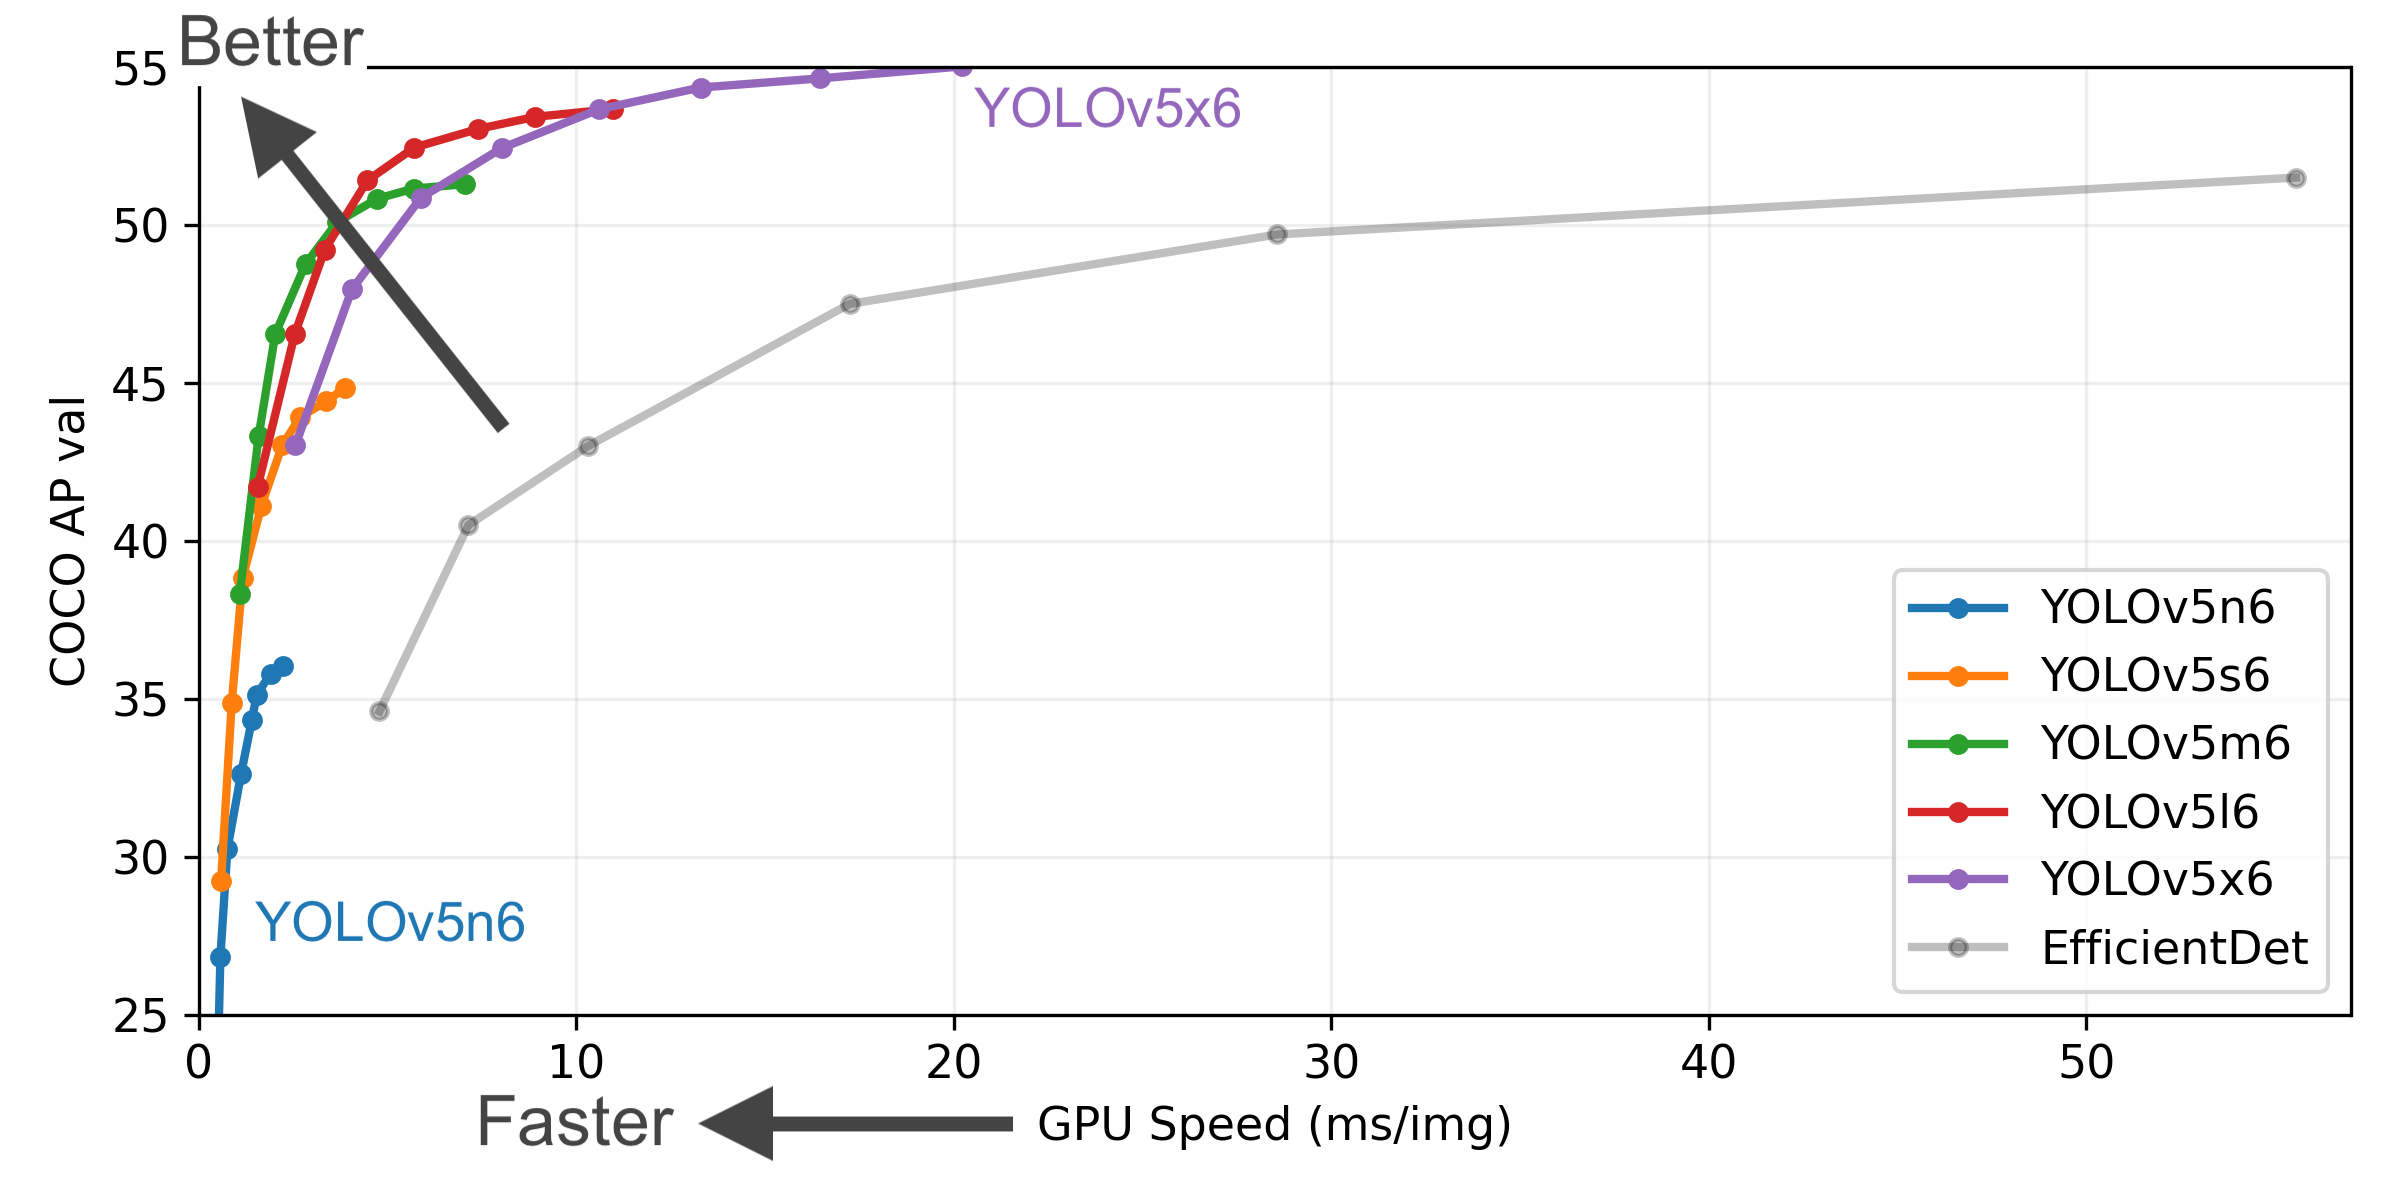 Better
55
50
45
40
35
30
25
COCO AP val
YOLOv5x6
YOLOv5n6
YOLOv5n6
YOLOv5s6
YOLOv5m6
YOLOv5l6
YOLOv5x6
EfficientDet
0 10 20 30 40 50
Faster GPU Speed (ms/img)